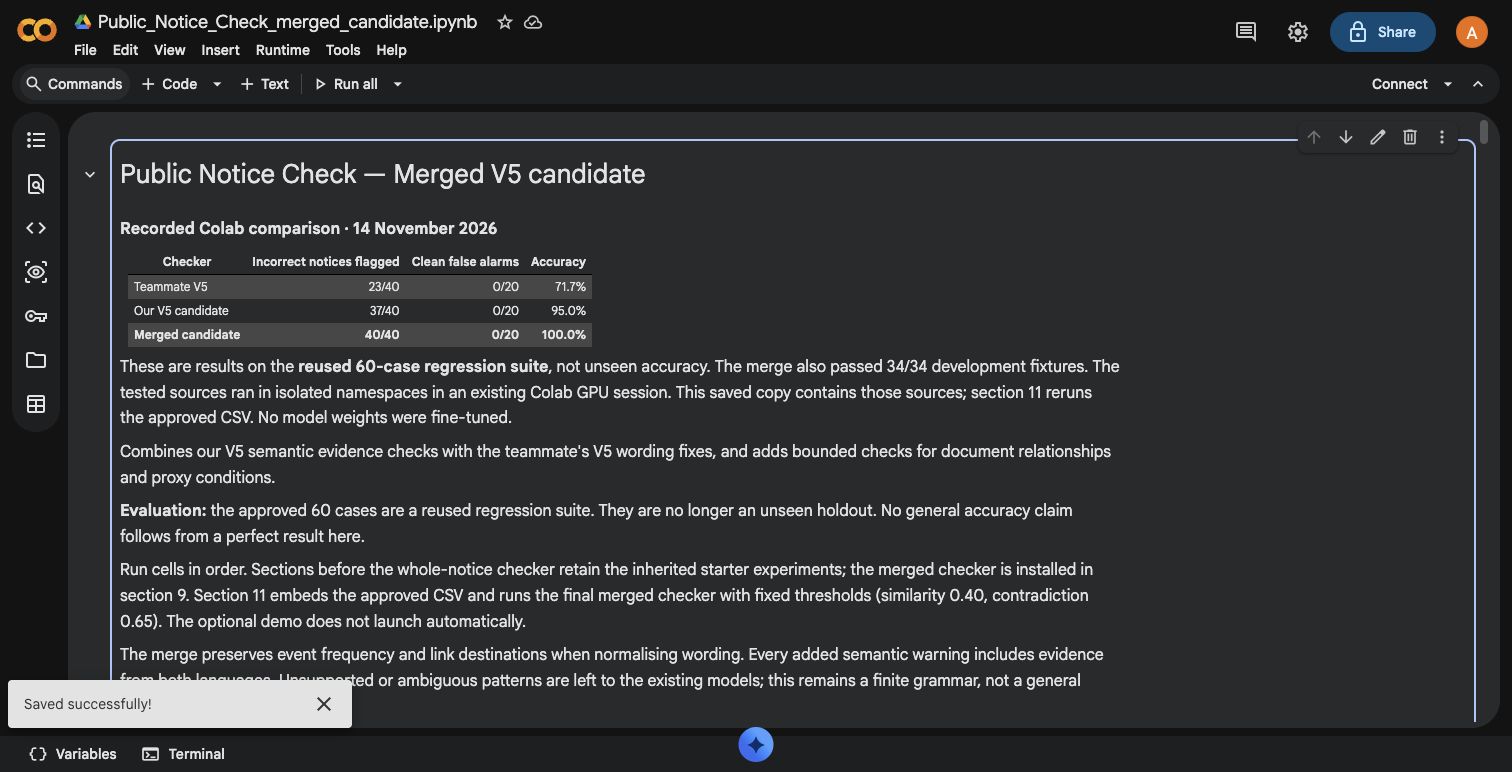 Public_Notice_Check_merged_candidate.ipynb
File Edit View Insert Runtime Tools Help
Share
A
Commands + Code + Text Run all
Connect
Public Notice Check — Merged V5 candidate
Recorded Colab comparison · 14 November 2026
Checker Incorrect notices flagged Clean false alarms Accuracy
Teammate V5 23/40 0/20 71.7%
Our V5 candidate 37/40 0/20 95.0%
Merged candidate 40/40 0/20 100.0%
These are results on the reused 60-case regression suite, not unseen accuracy. The merge also passed 34/34 development fixtures. The
tested sources ran in isolated namespaces in an existing Colab GPU session. This saved copy contains those sources; section 11 reruns
the approved CSV. No model weights were fine-tuned.
Combines our V5 semantic evidence checks with the teammate's V5 wording fixes, and adds bounded checks for document relationships
and proxy conditions.
Evaluation: the approved 60 cases are a reused regression suite. They are no longer an unseen holdout. No general accuracy claim
follows from a perfect result here.
Run cells in order. Sections before the whole-notice checker retain the inherited starter experiments; the merged checker is installed in
section 9. Section 11 embeds the approved CSV and runs the final merged checker with fixed thresholds (similarity 0.40, contradiction
0.65). The optional demo does not launch automatically.
The merge preserves event frequency and link destinations when normalising wording. Every added semantic warning includes evidence
from both languages. Unsupported or ambiguous patterns are left to the existing models; this remains a finite grammar, not a general
Saved successfully!
Variables Terminal